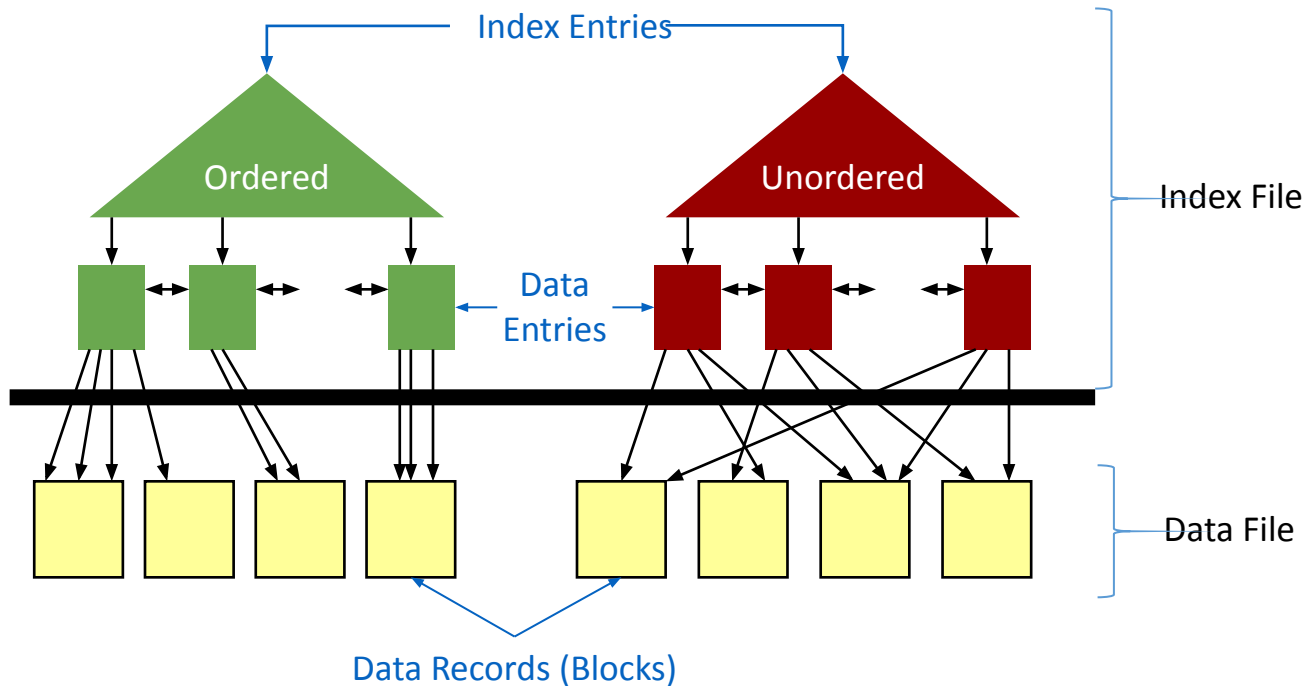 Index Entries
Ordered
Unordered
Index File
Data
Entries
Data File
Data Records (Blocks)